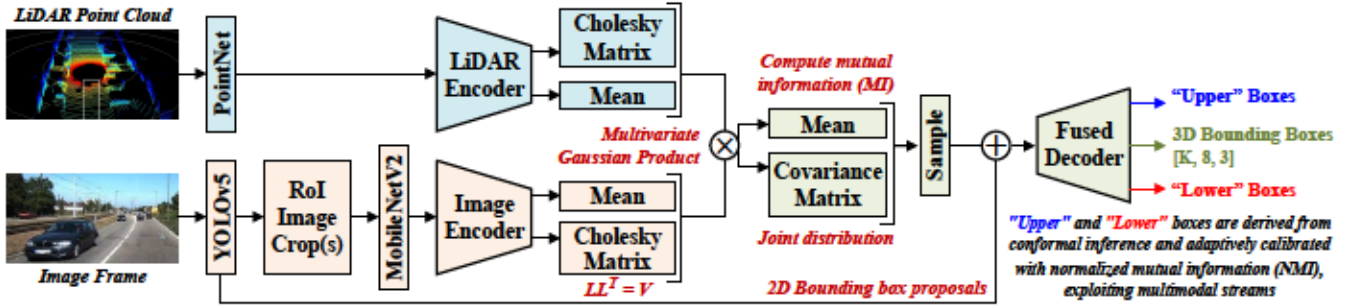 LiDAR Point Cloud
PointNet
LiDAR
Encoder
Cholesky
Matrix
Mean
Multivariate
Gaussian Product
Compute mutual
information (MI)
Mean
Covariance
Matrix
Joint distribution
Sample
Fused
Decoder
“Upper” Boxes
3D Bounding Boxes
[K, 8, 3]
“Lower” Boxes
"Upper" and "Lower" boxes are derived from
conformal inference and adaptively calibrated
with normalized mutual information (NMI),
exploiting multimodal streams
Image Frame
YOLOv5
RoI
Image
Crop(s)
MobileNetV2
Image
Encoder
Mean
Cholesky
Matrix
LLᵀ = V
2D Bounding box proposals